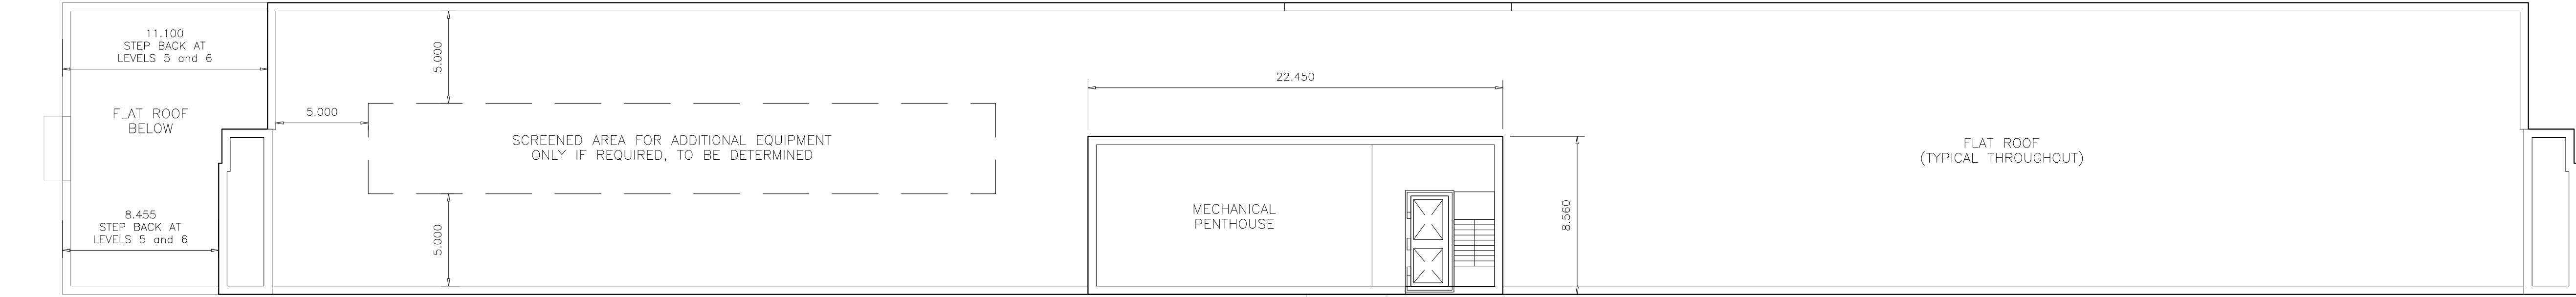 11.100
STEP BACK AT
LEVELS 5 and 6
FLAT ROOF
BELOW
8.455
STEP BACK AT
LEVELS 5 and 6
5.000
5.000
SCREENED AREA FOR ADDITIONAL EQUIPMENT
ONLY IF REQUIRED, TO BE DETERMINED
5.000
22.450
MECHANICAL
PENTHOUSE
8.560
FLAT ROOF
(TYPICAL THROUGHOUT)